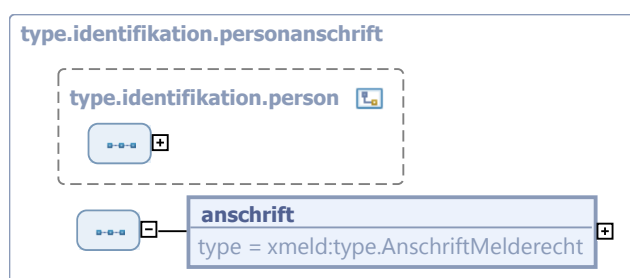 type.identifikation.personanschrift
type.identifikation.person
anschrift
type = xmeld:type.AnschriftMelderecht